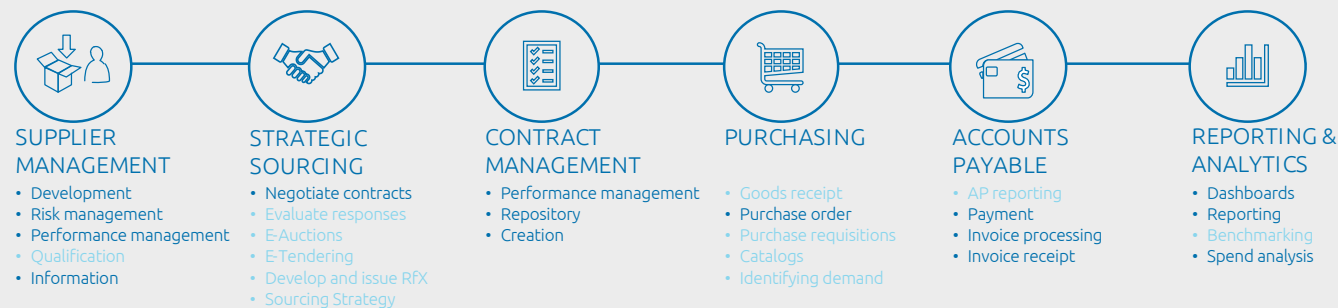 SUPPLIER
MANAGEMENT
• Development
• Risk management
• Performance management
• Qualification
• Information
STRATEGIC
SOURCING
• Negotiate contracts
• Evaluate responses
• E-Auctions
• E-Tendering
• Develop and issue RfX
• Sourcing Strategy
CONTRACT
MANAGEMENT
• Performance management
• Repository
• Creation
PURCHASING
• Goods receipt
• Purchase order
• Purchase requisitions
• Catalogs
• Identifying demand
$
ACCOUNTS
PAYABLE
• AP reporting
• Payment
• Invoice processing
• Invoice receipt
REPORTING &
ANALYTICS
• Dashboards
• Reporting
• Benchmarking
• Spend analysis